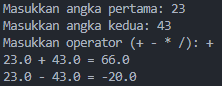 Masukkan angka pertama: 23
Masukkan angka kedua: 43
Masukkan operator (+ - * /): +
23.0 + 43.0 = 66.0
23.0 - 43.0 = -20.0